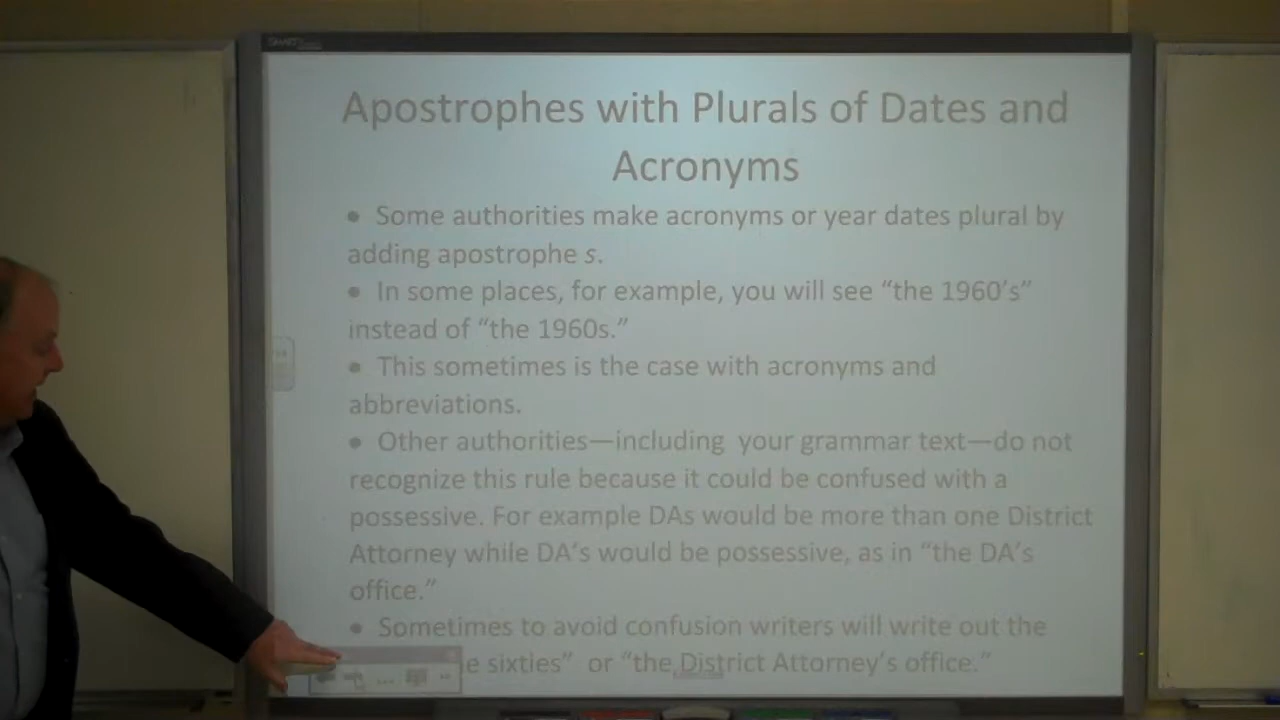 SMART
Apostrophes with Plurals of Dates and
Acronyms
• Some authorities make acronyms or year dates plural by
adding apostrophe s.
• In some places, for example, you will see “the 1960’s”
instead of “the 1960s.”
• This sometimes is the case with acronyms and
abbreviations.
• Other authorities—including your grammar text—do not
recognize this rule because it could be confused with a
possessive. For example DAs would be more than one District
Attorney while DA’s would be possessive, as in “the DA’s
office.”
• Sometimes to avoid confusion writers will write out the
e sixties” or “the District Attorney’s office.”